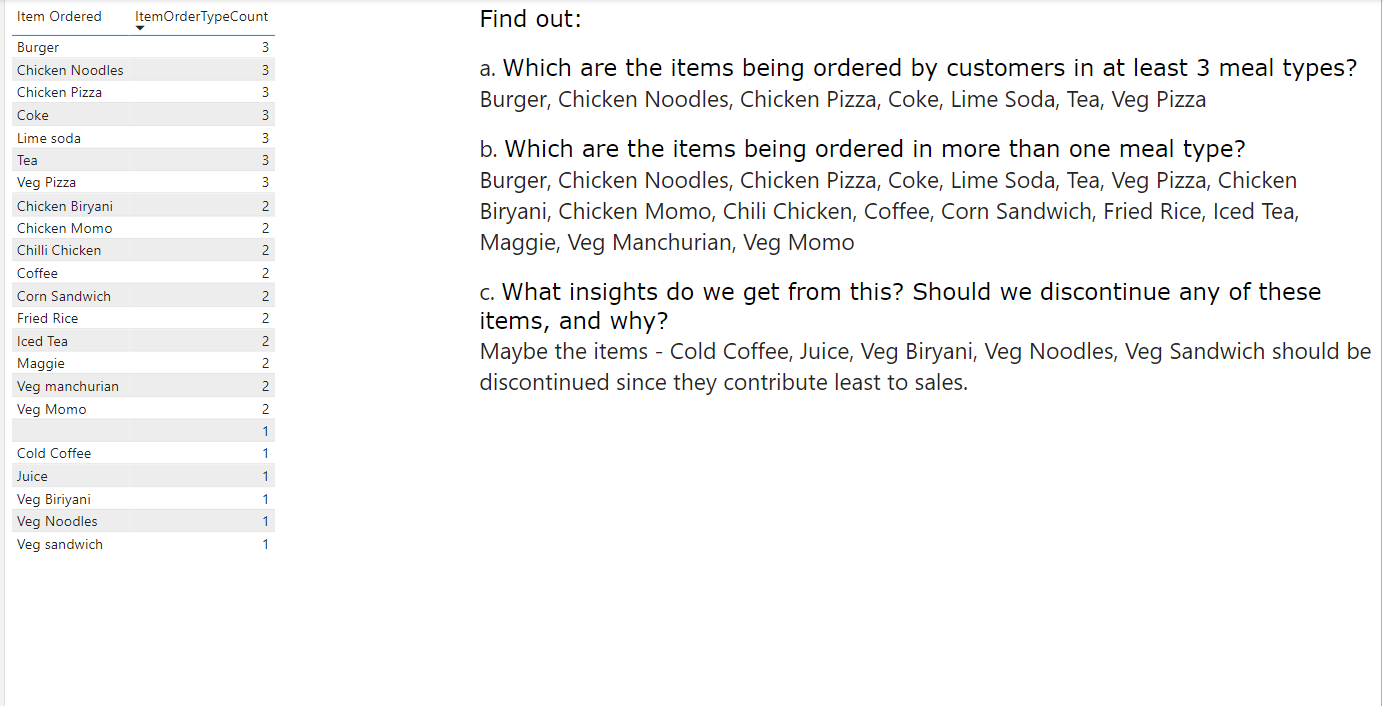 Item Ordered ItemOrderTypeCount
Burger 3
Chicken Noodles 3
Chicken Pizza 3
Coke 3
Lime soda 3
Tea 3
Veg Pizza 3
Chicken Biryani 2
Chicken Momo 2
Chilli Chicken 2
Coffee 2
Corn Sandwich 2
Fried Rice 2
Iced Tea 2
Maggie 2
Veg manchurian 2
Veg Momo 2
1
Cold Coffee 1
Juice 1
Veg Biriyani 1
Veg Noodles 1
Veg sandwich 1
Find out:
a. Which are the items being ordered by customers in at least 3 meal types?
Burger, Chicken Noodles, Chicken Pizza, Coke, Lime Soda, Tea, Veg Pizza
b. Which are the items being ordered in more than one meal type?
Burger, Chicken Noodles, Chicken Pizza, Coke, Lime Soda, Tea, Veg Pizza, Chicken
Biryani, Chicken Momo, Chili Chicken, Coffee, Corn Sandwich, Fried Rice, Iced Tea,
Maggie, Veg Manchurian, Veg Momo
c. What insights do we get from this? Should we discontinue any of these
items, and why?
Maybe the items - Cold Coffee, Juice, Veg Biryani, Veg Noodles, Veg Sandwich should be
discontinued since they contribute least to sales.